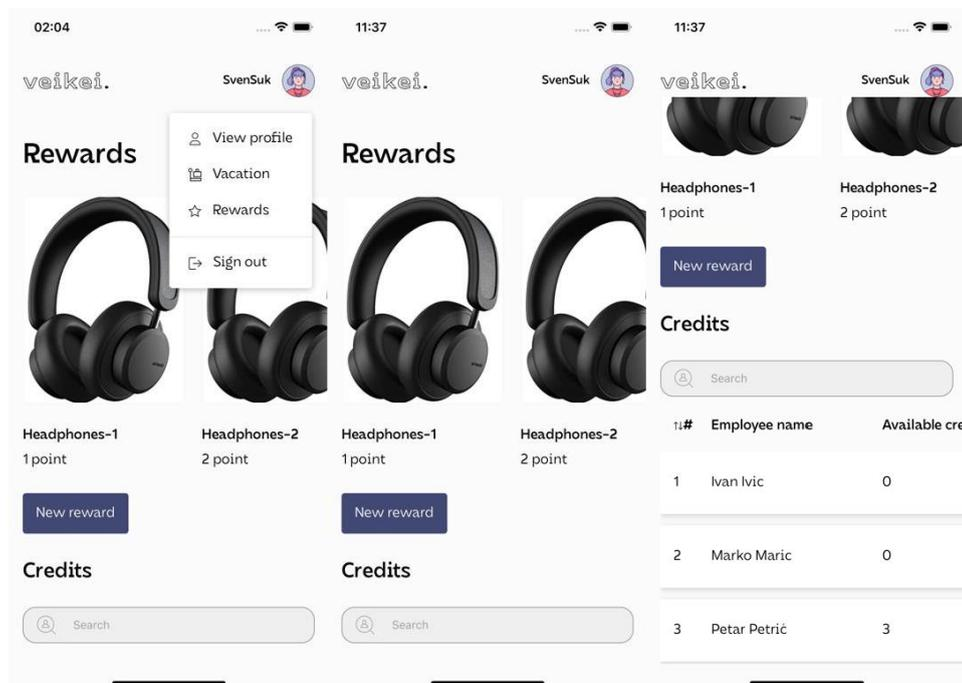 02:04
veikei.
SvenSuk
View profile
Vacation
Rewards
Sign out
Rewards
Headphones-1
1 point
Headphones-2
2 point
New reward
Credits
Search
11:37
veikei.
SvenSuk
Rewards
Headphones-1
1 point
Headphones-2
2 point
New reward
Credits
Search
11:37
veikei.
SvenSuk
Headphones-1
1 point
Headphones-2
2 point
New reward
Credits
Search
↑↓# Employee name Available cre
1 Ivan Ivic 0
2 Marko Maric 0
3 Petar Petrić 3